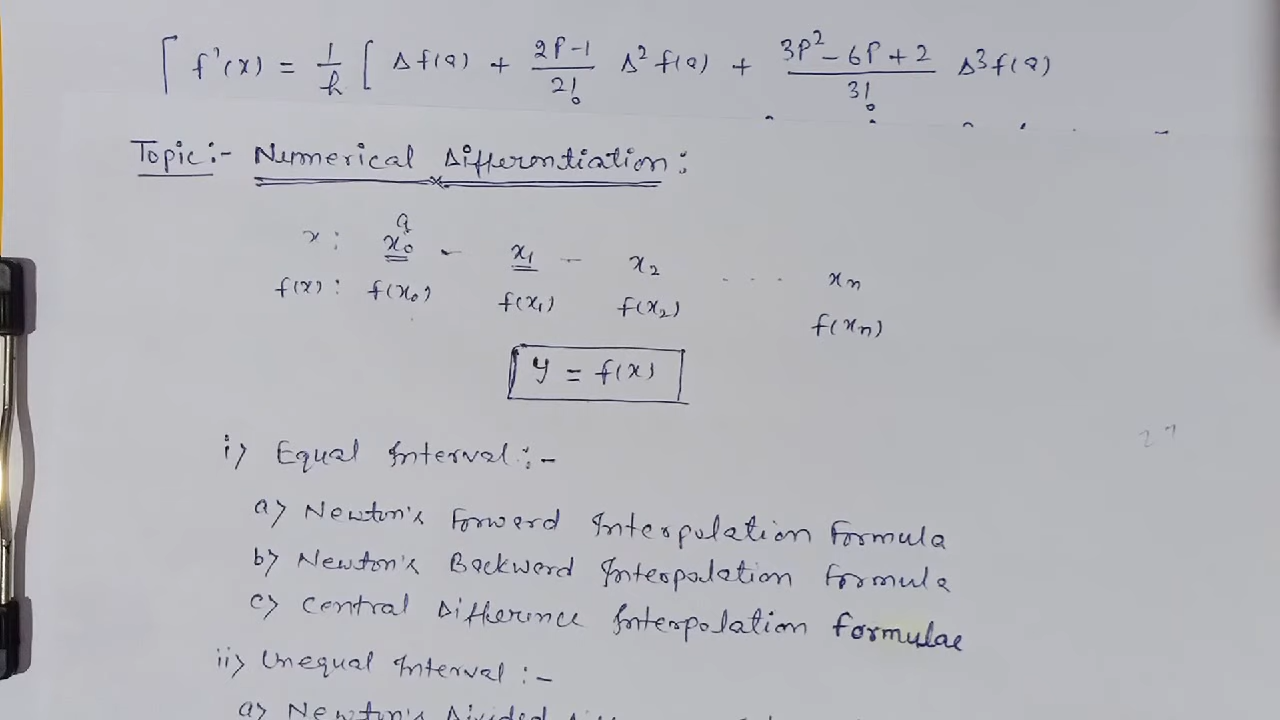 f'(x) = 1/h [ Δf(a) + 2P-1/2! Δ²f(a) + 3P²-6P+2/3! Δ³f(a)
Topic:- Numerical Differentiation:
a
x: x₀ - x₁ - x₂ .... xn
f(x): f(x₀) f(x₁) f(x₂) f(xn)
y = f(x)
i) Equal Interval:-
a) Newton's Forward Interpolation Formula
b) Newton's Backward Interpolation Formula
c) Central Difference Interpolation formulae
ii) Unequal Interval:-
a) Newton's Divided